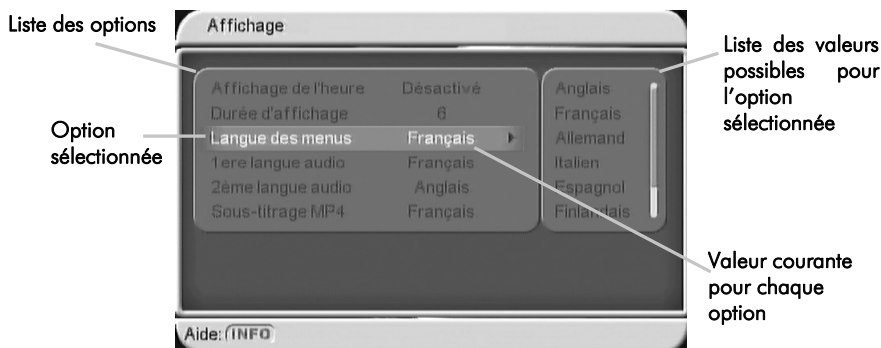 Liste des options
Affichage
Liste des valeurs
possibles pour
l'option
sélectionnée
Affichage de l'heure Désactivé
Durée d'affichage 6
Langue des menus Français
1ere langue audio Français
2ème langue audio Anglais
Sous-titrage MP4 Français
Anglais
Français
Allemand
Italien
Espagnol
Finlandais
Option
sélectionnée
Valeur courante
pour chaque
option
Aide: INFO